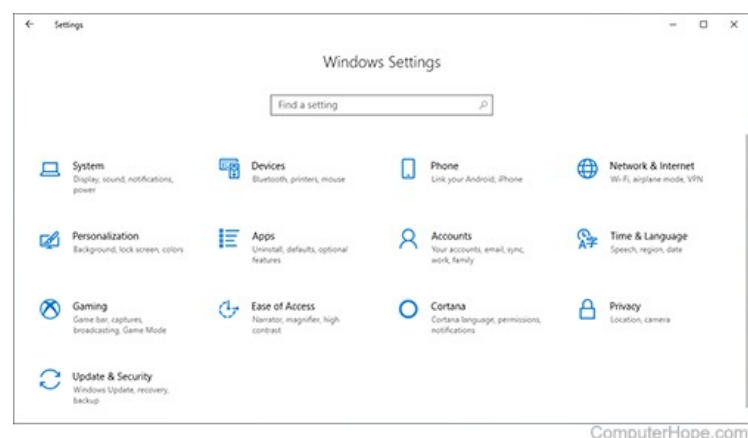 Settings
Windows Settings
Find a setting
System
Display, sound, notifications,
power
Devices
Bluetooth, printers, mouse
Phone
Link your Android, iPhone
Network & Internet
Wi-Fi, airplane mode, VPN
Personalization
Background, lock screen, colors
Apps
Uninstall, defaults, optional
features
Accounts
Your accounts, email, sync,
work, family
Time & Language
Speech, region, date
Gaming
Game bar, captures,
broadcasting, Game Mode
Ease of Access
Narrator, magnifier, high
contrast
Cortana
Cortana language, permissions,
notifications
Privacy
Location, camera
Update & Security
Windows Update, recovery,
backup
ComputerHope.com